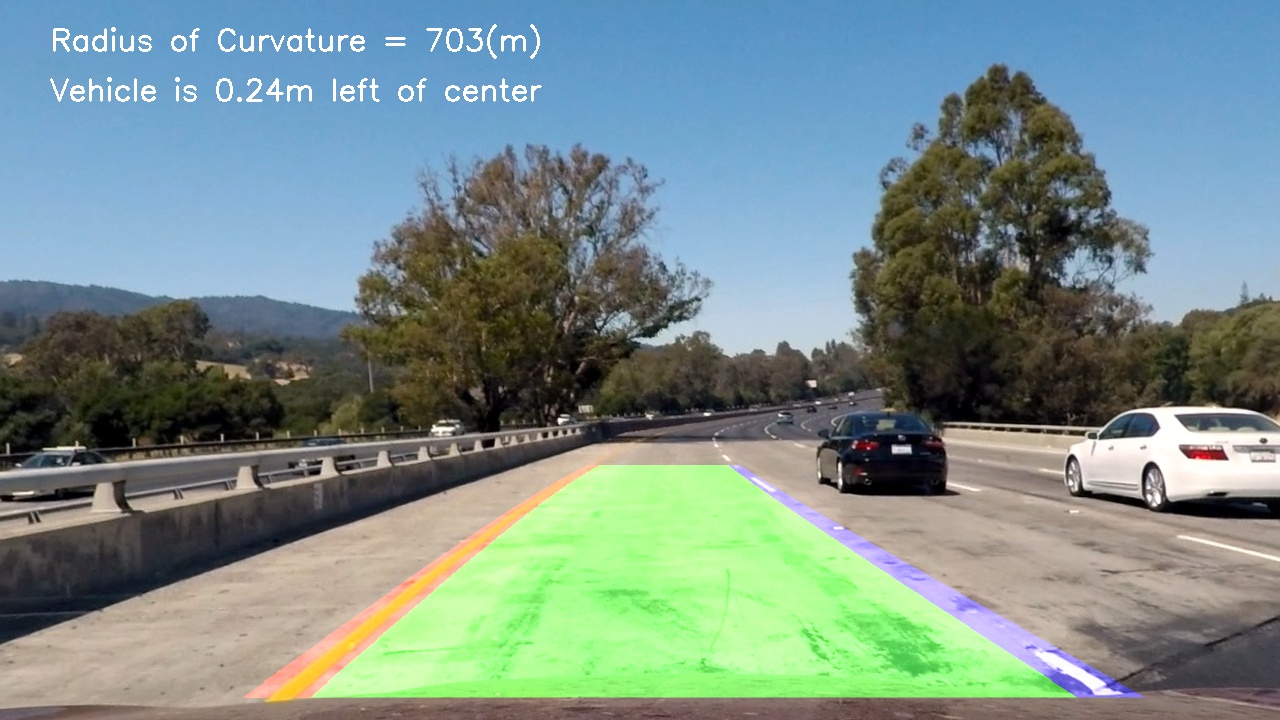 Radius of Curvature = 703(m)
Vehicle is 0.24m left of center